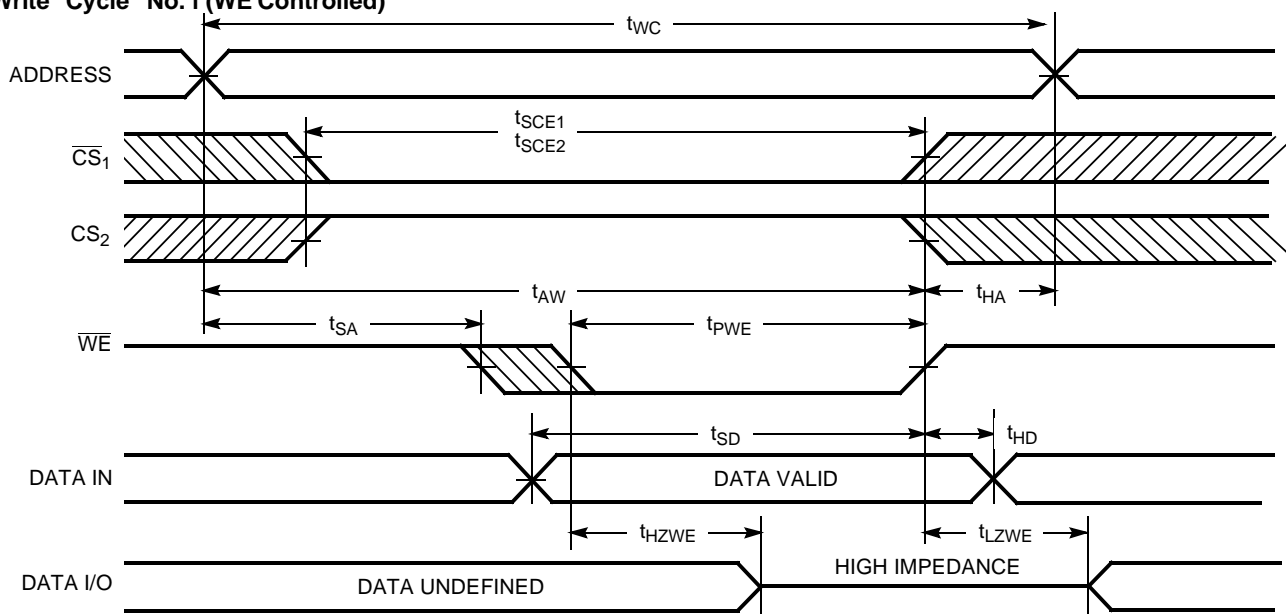 Write Cycle No. 1 (WE Controlled)
tWC
ADDRESS
tSCE1
tSCE2
CS1
CS2
tAW
tHA
tSA
tPWE
WE
tSD
tHD
DATA IN
DATA VALID
tHZWE
tLZWE
HIGH IMPEDANCE
DATA I/O
DATA UNDEFINED